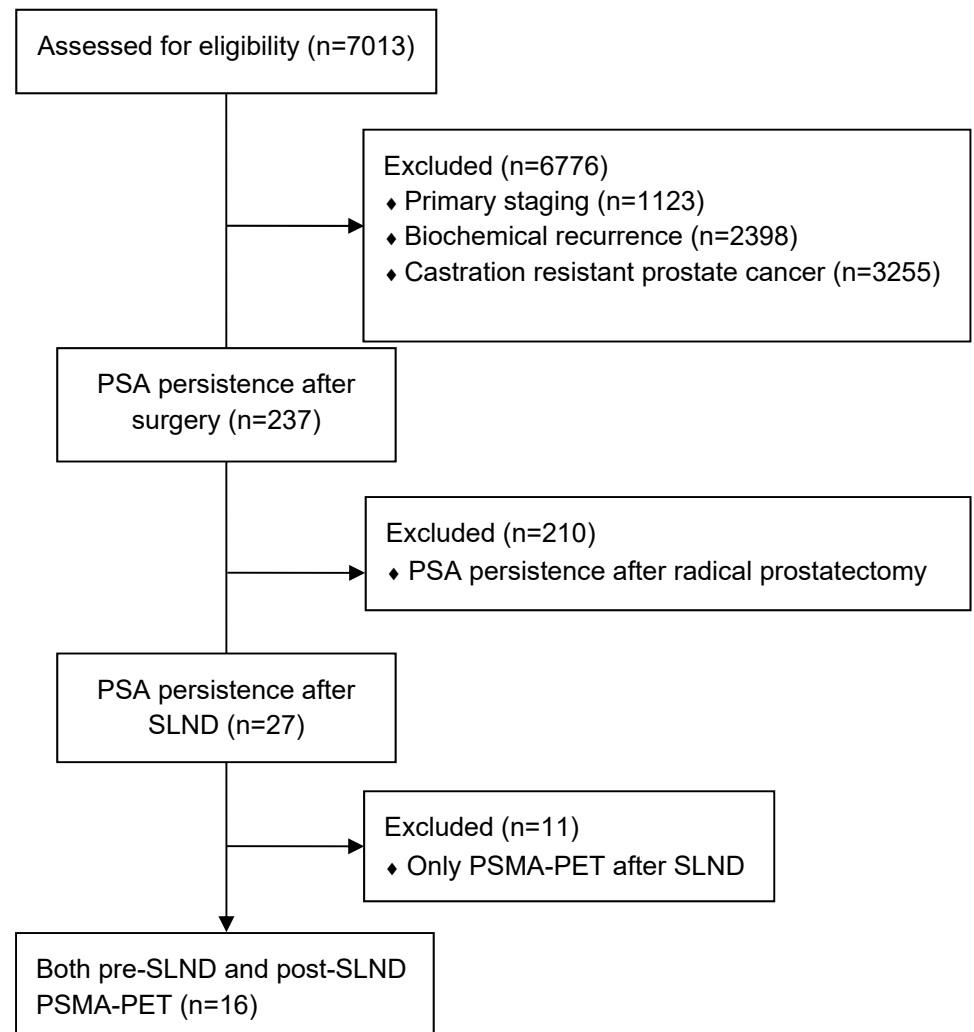 Assessed for eligibility (n=7013)
Excluded (n=6776)
♦ Primary staging (n=1123)
♦ Biochemical recurrence (n=2398)
♦ Castration resistant prostate cancer (n=3255)
PSA persistence after
surgery (n=237)
Excluded (n=210)
♦ PSA persistence after radical prostatectomy
PSA persistence after
SLND (n=27)
Excluded (n=11)
♦ Only PSMA-PET after SLND
Both pre-SLND and post-SLND
PSMA-PET (n=16)